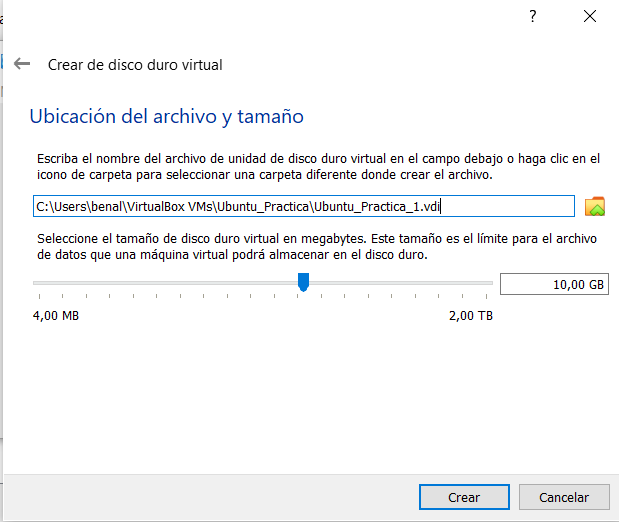 ?
Crear de disco duro virtual
Ubicación del archivo y tamaño
Escriba el nombre del archivo de unidad de disco duro virtual en el campo debajo o haga clic en el
icono de carpeta para seleccionar una carpeta diferente donde crear el archivo.
C:\Users\benal\VirtualBox VMs\Ubuntu_Practica\Ubuntu_Practica_1.vdi
Seleccione el tamaño de disco duro virtual en megabytes. Este tamaño es el límite para el archivo
de datos que una máquina virtual podrá almacenar en el disco duro.
10,00 GB
4,00 MB 2,00 TB
Crear Cancelar